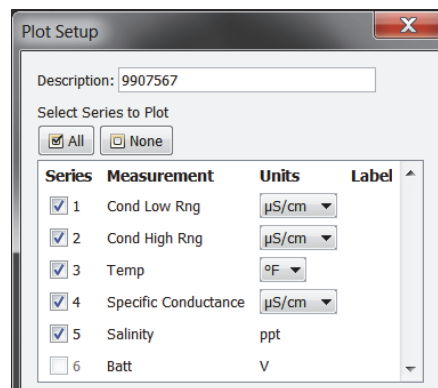 Plot Setup
X
Description: 9907567
Select Series to Plot
All None
Series Measurement Units Label
1 Cond Low Rng µS/cm
2 Cond High Rng µS/cm
3 Temp °F
4 Specific Conductance µS/cm
5 Salinity ppt
6 Batt V